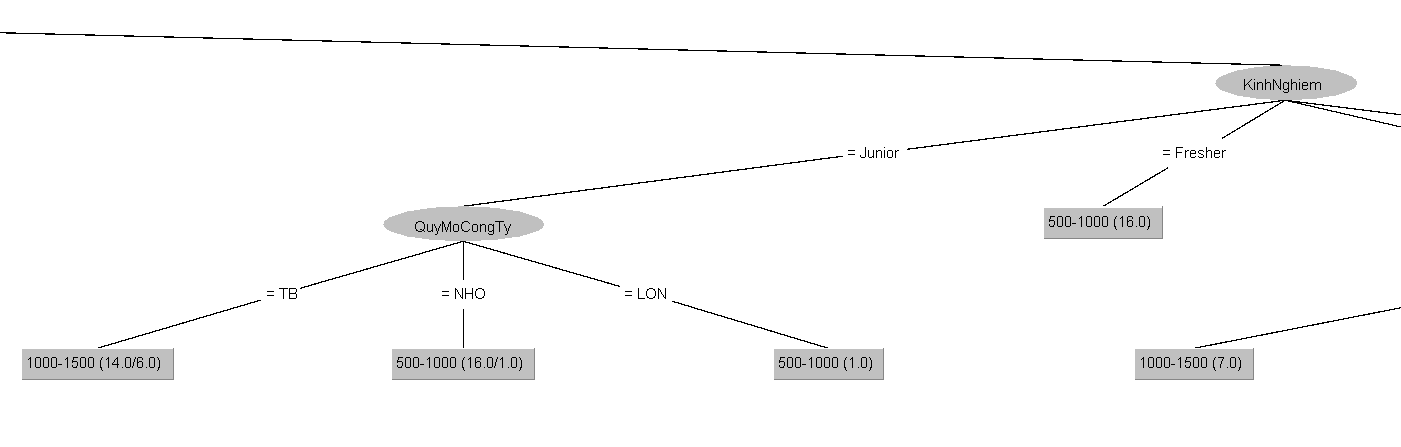 KinhNghiem
= Junior
= Fresher
500-1000 (16.0)
QuyMoCongTy
= TB
= NHO
= LON
1000-1500 (14.0/6.0)
500-1000 (16.0/1.0)
500-1000 (1.0)
1000-1500 (7.0)